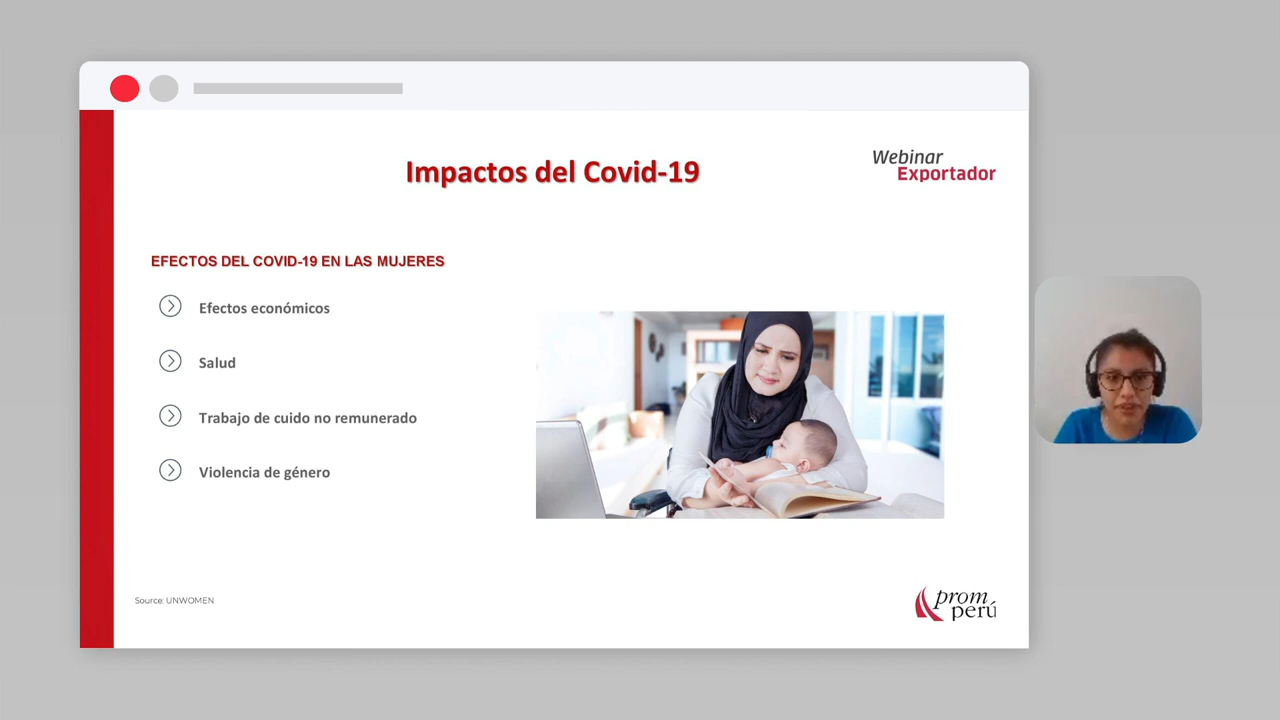 Impactos del Covid-19
Webinar
Exportador
EFECTOS DEL COVID-19 EN LAS MUJERES
Efectos económicos
Salud
Trabajo de cuido no remunerado
Violencia de género
Source: UNWOMEN
prom
perú